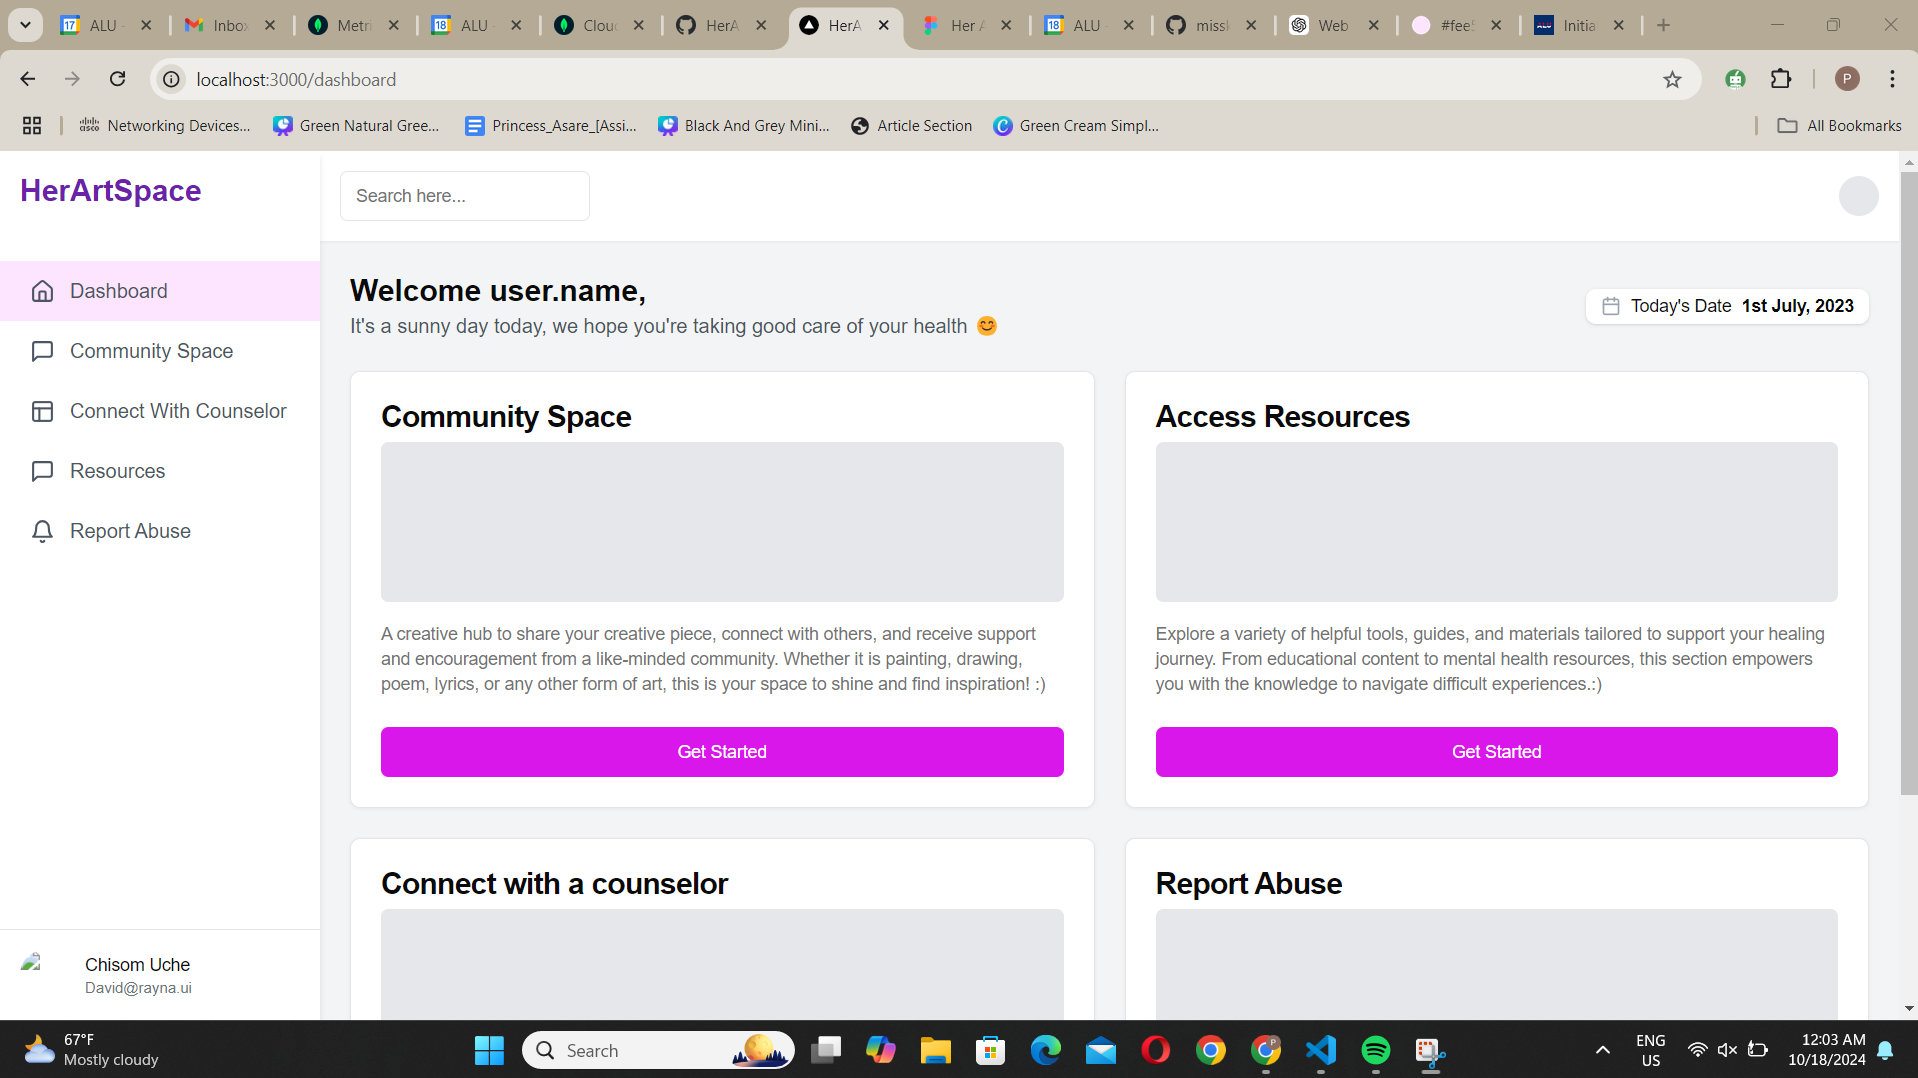 ALU -
Inbox
Metri
ALU -
Cloud
HerA
HerA
Her A
ALU -
missk
Web
#fee5
Initia
localhost:3000/dashboard
P
Networking Devices...
Green Natural Gree...
Princess_Asare_[Assi...
Black And Grey Mini...
Article Section
Green Cream Simpl...
All Bookmarks
HerArtSpace
Search here...
Dashboard
Community Space
Connect With Counselor
Resources
Report Abuse
Chisom Uche
David@rayna.ui
Welcome user.name,
It's a sunny day today, we hope you're taking good care of your health 😊
Today's Date 1st July, 2023
Community Space
A creative hub to share your creative piece, connect with others, and receive support
and encouragement from a like-minded community. Whether it is painting, drawing,
poem, lyrics, or any other form of art, this is your space to shine and find inspiration! :)
Get Started
Access Resources
Explore a variety of helpful tools, guides, and materials tailored to support your healing
journey. From educational content to mental health resources, this section empowers
you with the knowledge to navigate difficult experiences.:)
Get Started
Connect with a counselor
Report Abuse
67°F
Mostly cloudy
Search
ENG
US
12:03 AM
10/18/2024